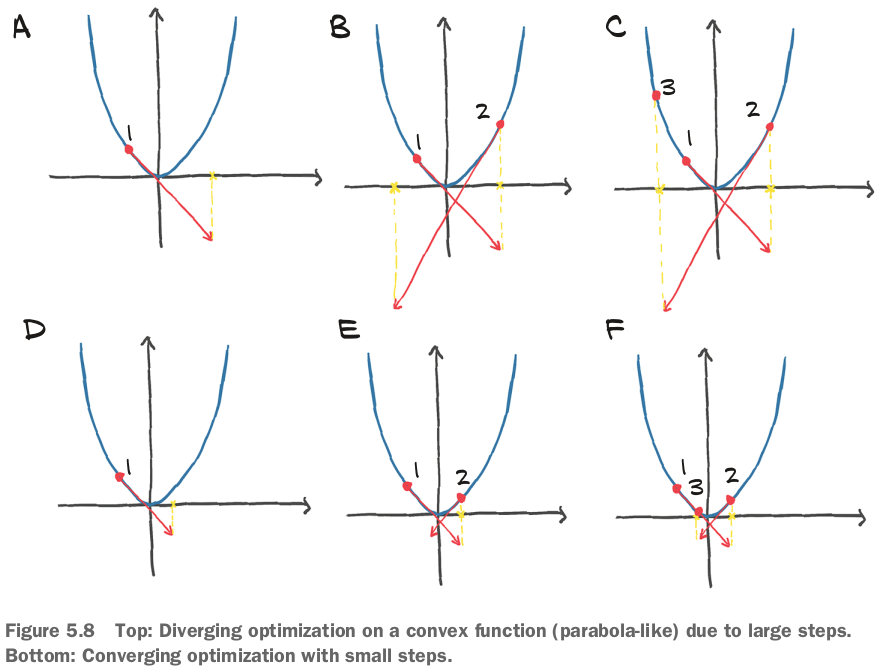 A
B
C
1
1
2
3
1
2
D
E
F
1
1
2
1
3
2
Figure 5.8 Top: Diverging optimization on a convex function (parabola-like) due to large steps.
Bottom: Converging optimization with small steps.